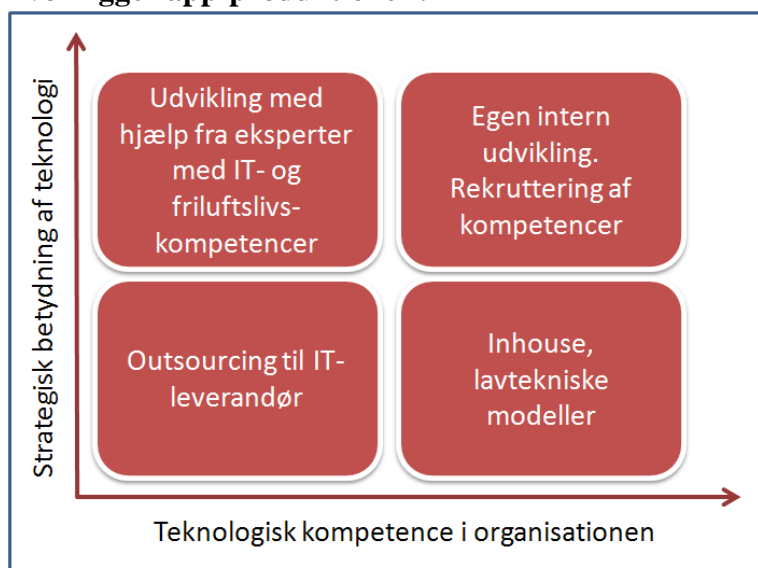 Udvikling med
hjælp fra eksperter
med IT- og
friluftslivs-
kompetencer
Egen intern
udvikling.
Rekruttering af
kompetencer
Outsourcing til IT-
leverandør
Inhouse,
lavtekniske
modeller
Strategisk betydning af teknologi
Teknologisk kompetence i organisationen